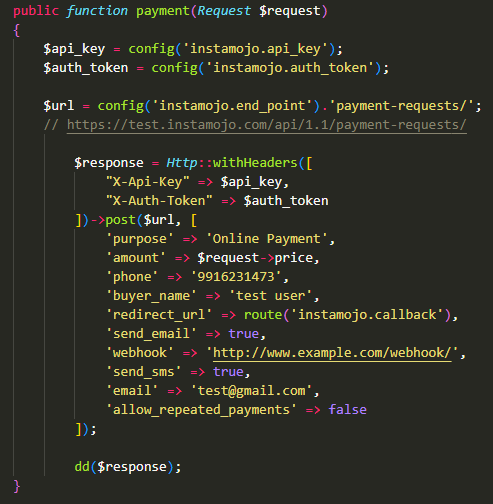 public function payment(Request $request)
{
$api_key = config('instamojo.api_key');
$auth_token = config('instamojo.auth_token');
$url = config('instamojo.end_point').'payment-requests/';
// https://test.instamojo.com/api/1.1/payment-requests/
$response = Http::withHeaders([
"X-Api-Key" => $api_key,
"X-Auth-Token" => $auth_token
])->post($url, [
'purpose' => 'Online Payment',
'amount' => $request->price,
'phone' => '9916231473',
'buyer_name' => 'test user',
'redirect_url' => route('instamojo.callback'),
'send_email' => true,
'webhook' => 'http://www.example.com/webhook/',
'send_sms' => true,
'email' => 'test@gmail.com',
'allow_repeated_payments' => false
]);
dd($response);
}